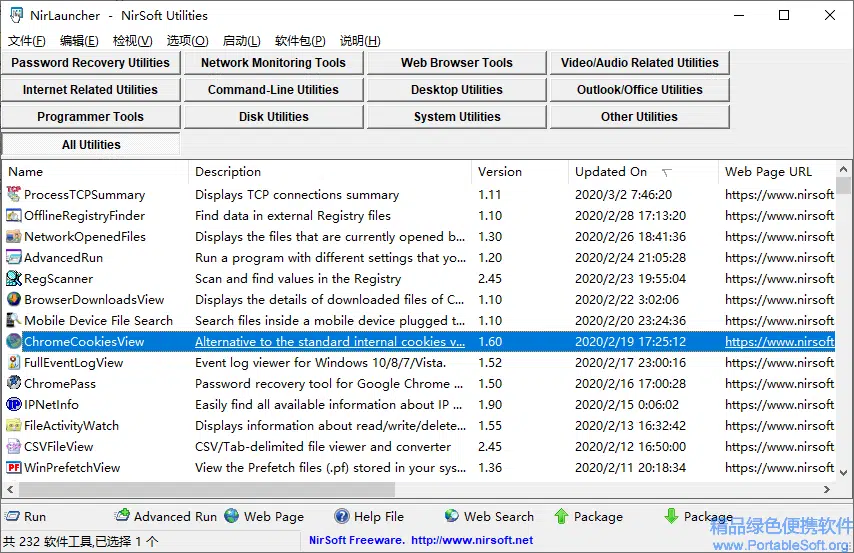 NirLauncher - NirSoft Utilities
文件(F) 编辑(E) 检视(V) 选项(O) 启动(L) 软件包(P) 说明(H)
Password Recovery Utilities Network Monitoring Tools Web Browser Tools Video/Audio Related Utilities
Internet Related Utilities Command-Line Utilities Desktop Utilities Outlook/Office Utilities
Programmer Tools Disk Utilities System Utilities Other Utilities
All Utilities
Name Description Version Updated On Web Page URL
ProcessTCPSummary Displays TCP connections summary 1.11 2020/3/2 7:46:20 https://www.nirsoft
OfflineRegistryFinder Find data in external Registry files 1.10 2020/2/28 17:13:20 https://www.nirsoft
NetworkOpenedFiles Displays the files that are currently opened b... 1.30 2020/2/26 18:41:36 https://www.nirsoft
AdvancedRun Run a program with different settings that yo... 1.20 2020/2/24 21:05:28 https://www.nirsoft
RegScanner Scan and find values in the Registry 2.45 2020/2/23 19:55:04 https://www.nirsoft
BrowserDownloadsView Displays the details of downloaded files of C... 1.10 2020/2/22 3:02:06 https://www.nirsoft
Mobile Device File Search Search files inside a mobile device plugged t... 1.10 2020/2/20 23:24:36 https://www.nirsoft
ChromeCookiesView Alternative to the standard internal cookies v... 1.60 2020/2/19 17:25:12 https://www.nirsoft
FullEventLogView Event log viewer for Windows 10/8/7/Vista. 1.52 2020/2/17 23:00:16 https://www.nirsoft
ChromePass Password recovery tool for Google Chrome ... 1.50 2020/2/16 17:00:28 https://www.nirsoft
IPNetInfo Easily find all available information about IP ... 1.90 2020/2/15 0:06:02 https://www.nirsoft
FileActivityWatch Displays information about read/write/delete... 1.55 2020/2/13 16:32:42 https://www.nirsoft
CSVFileView CSV/Tab-delimited file viewer and converter 2.45 2020/2/12 16:50:00 https://www.nirsoft
WinPrefetchView View the Prefetch files (.pf) stored in your sys... 1.36 2020/2/11 20:18:34 https://www.nirsoft
Run Advanced Run Web Page Help File Web Search Package Package
精品绿色便携软件
共 232 软件工具,已选择 1 个 NirSoft Freeware. http://www.nirsoft.net
www.PortableSoft.org